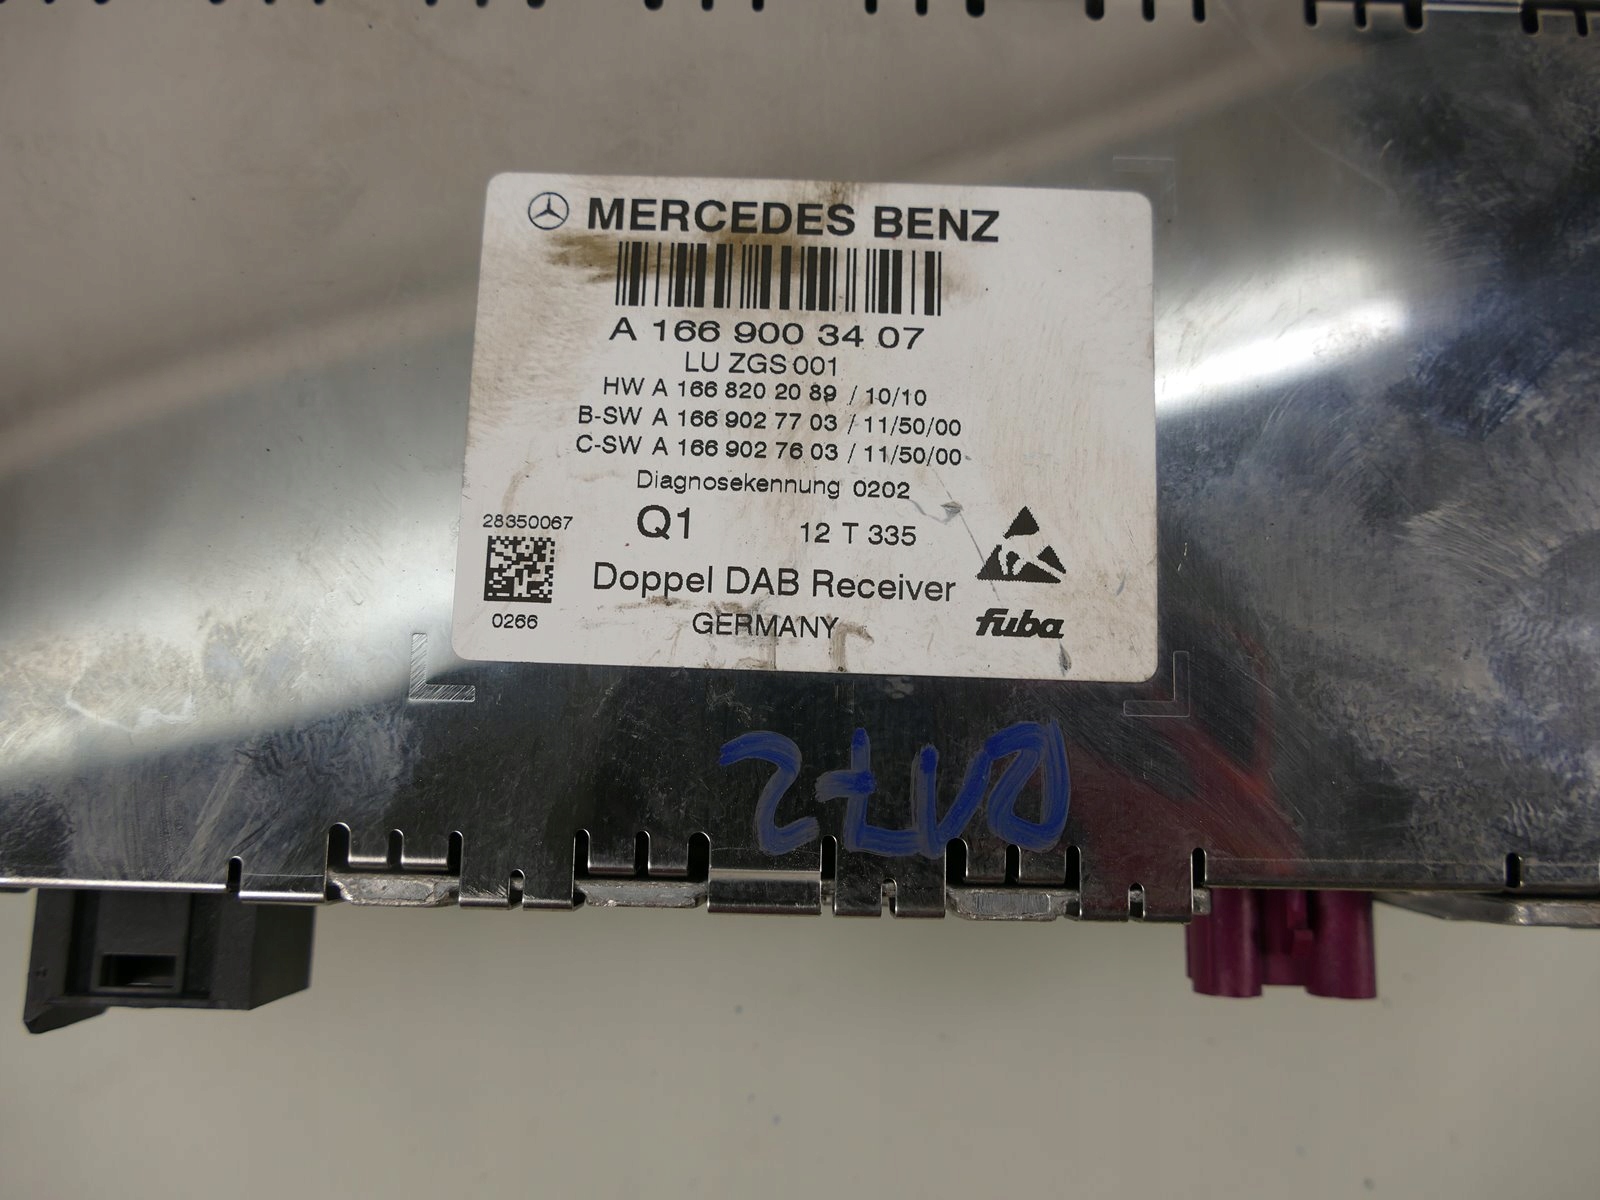 MERCEDES BENZ
A 166 900 34 07
LU ZGS 001
HW A 166 820 20 89 / 10/10
B-SW A 166 902 77 03 / 11/50/00
C-SW A 166 902 76 03 / 11/50/00
Diagnosekennung 0202
28350067
Q1 12 T 335
Doppel DAB Receiver
0266
GERMANY
fuba